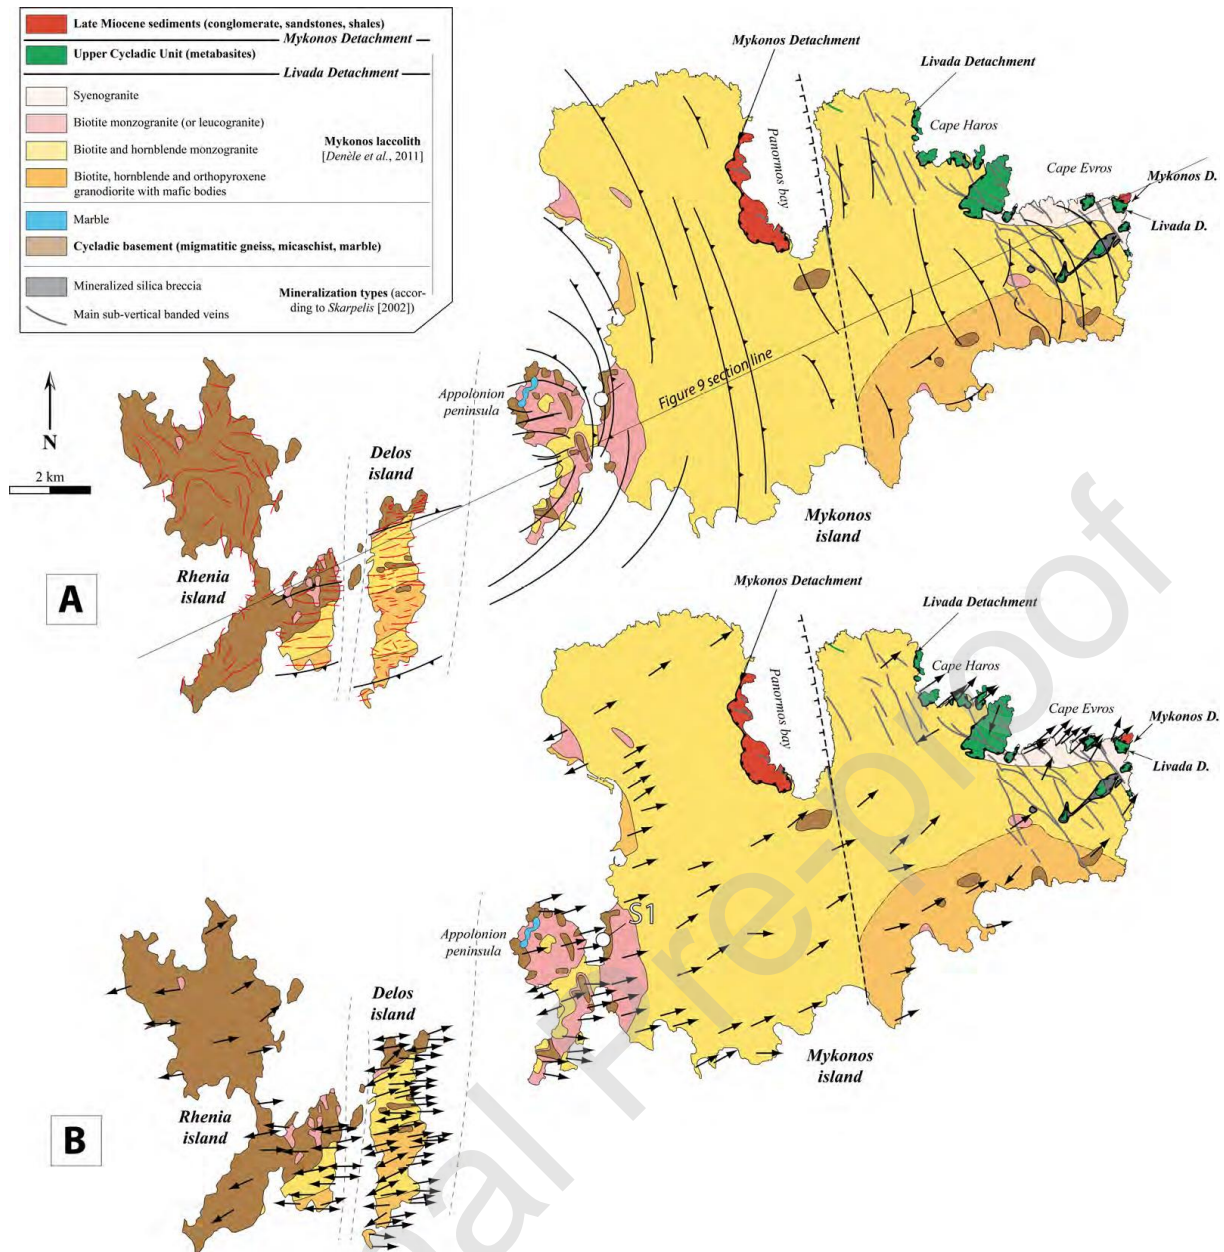 Late Miocene sediments (conglomerate, sandstones, shales)
Mykonos Detachment
Upper Cycladic Unit (metabasites)
Livada Detachment
Syenogranite
Biotite monzogranite (or leucogranite)
Biotite and hornblende monzogranite
Biotite, hornblende and orthopyroxene
granodiorite with mafic bodies
Mykonos laccolith
[Denèle et al., 2011]
Marble
Cycladic basement (migmatitic gneiss, micaschist, marble)
Mineralized silica breccia
Main sub-vertical banded veins
Mineralization types (accor-
ding to Skarpelis [2002])
Mykonos Detachment
Livada Detachment
Panormos bay
Cape Haros
Cape Evros
Mykonos D.
Livada D.
Figure 9 section line
Appolonion
peninsula
N
2 km
Delos
island
Rhenia
island
Mykonos
island
A
Mykonos Detachment
Livada Detachment
Panormos bay
Cape Haros
Cape Evros
Mykonos D.
Livada D.
S1
Appolonion
peninsula
Delos
island
Rhenia
island
Mykonos
island
B
nal Pre-proof